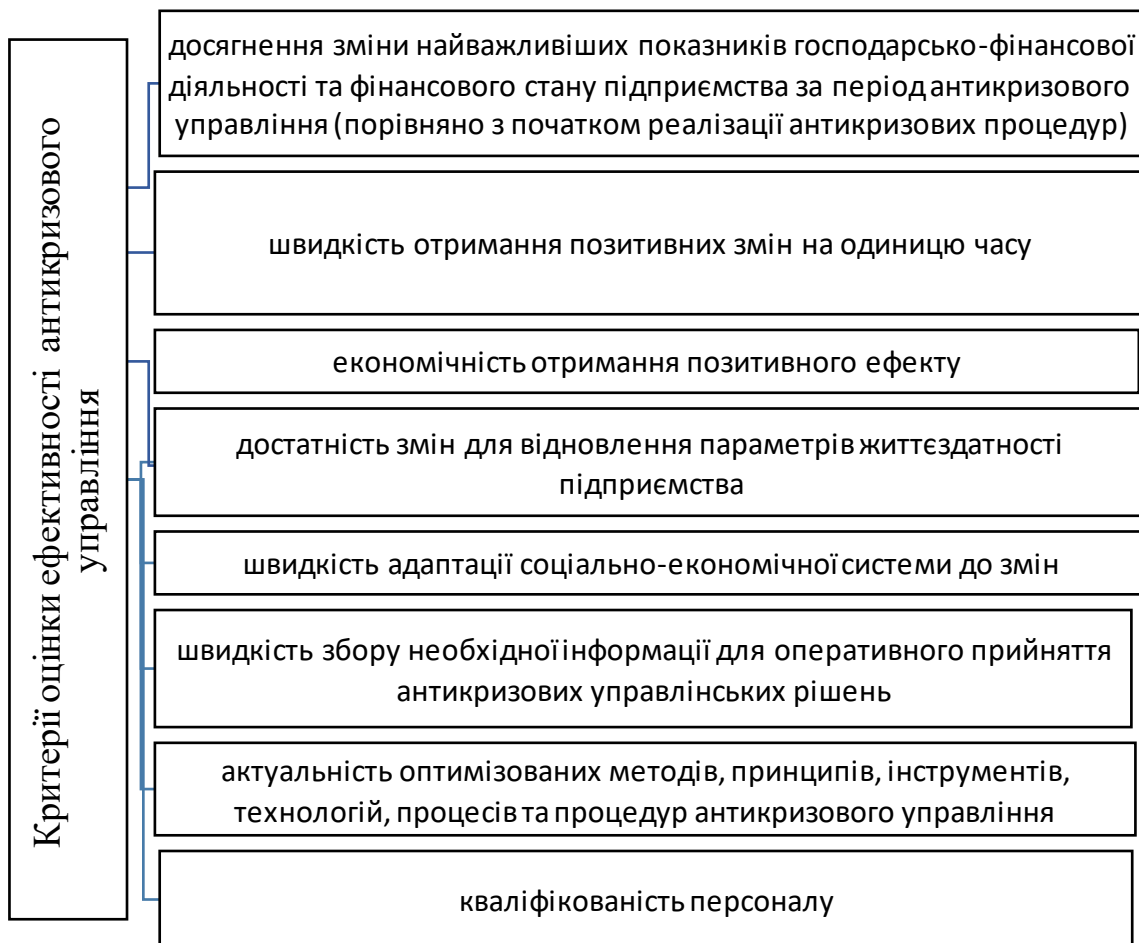 Критерії оцінки ефективності антикризового
управління
досягнення зміни найважливіших показників господарсько-фінансової
діяльності та фінансового стану підприємства за період антикризового
управління (порівняно з початком реалізації антикризових процедур)
швидкість отримання позитивних змін на одиницю часу
економічність отримання позитивного ефекту
достатність змін для відновлення параметрів життєздатності
підприємства
швидкість адаптації соціально-економічної системи до змін
швидкість збору необхідної інформації для оперативного прийняття
антикризових управлінських рішень
актуальність оптимізованих методів, принципів, інструментів,
технологій, процесів та процедур антикризового управління
кваліфікованість персоналу